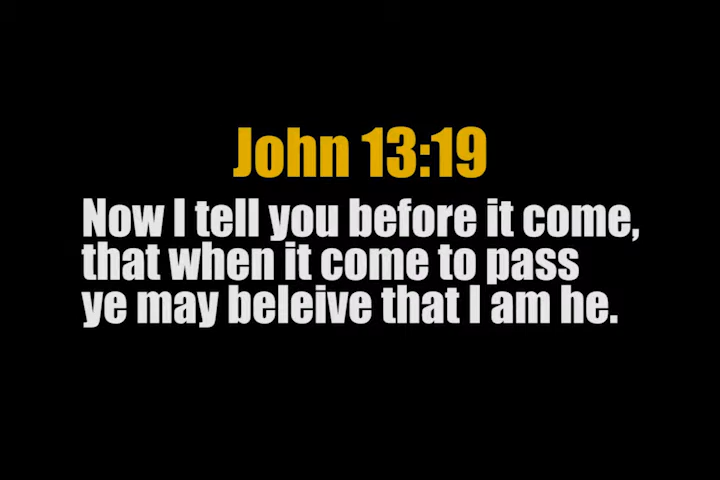 John 13:19
Now I tell you before it come,
that when it come to pass
ye may beleive that I am he.